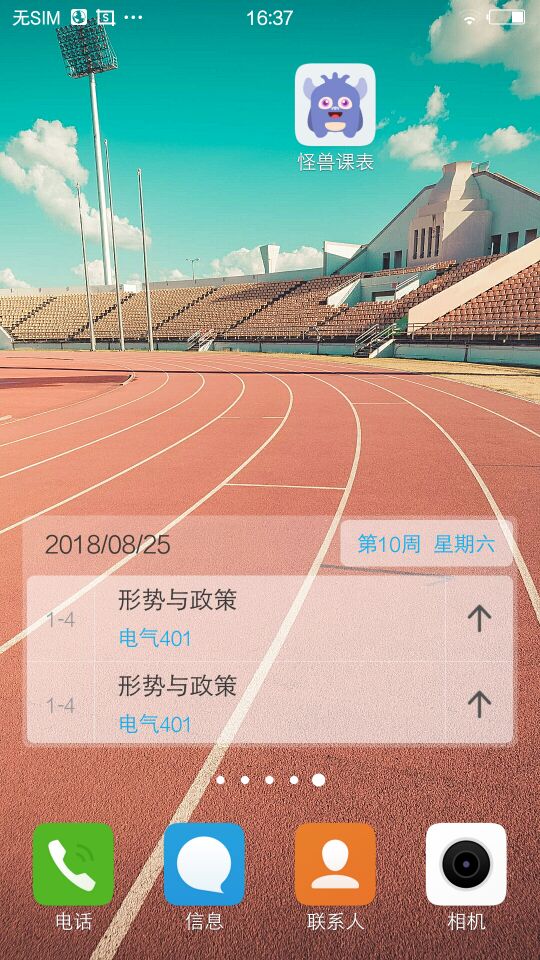 无SIM
16:37
怪兽课表
2018/08/25
第10周 星期六
1-4
形势与政策
电气401
1-4
形势与政策
电气401
电话
信息
联系人
相机